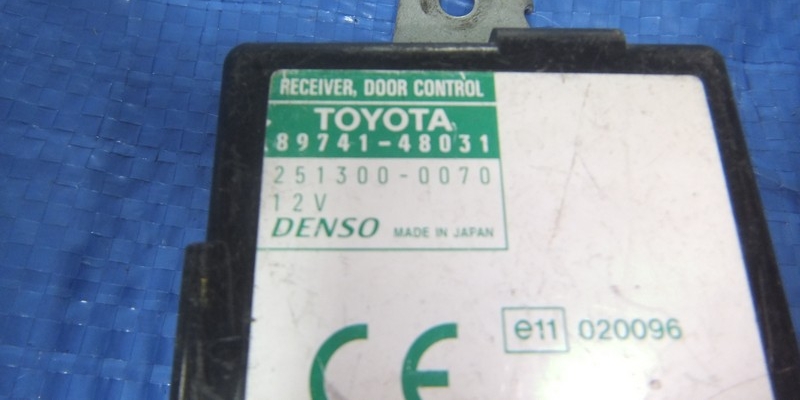 RECEIVER, DOOR CONTROL
TOYOTA
89741-48031
251300-0070
12V
DENSO MADE IN JAPAN
e11 020096
CE